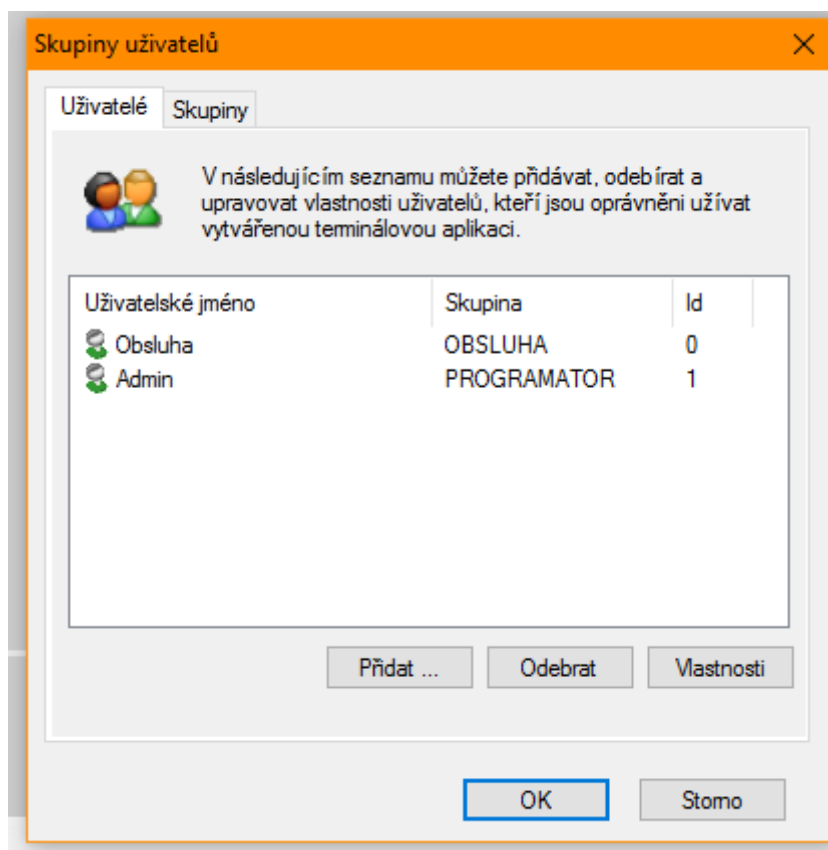 Skupiny uživatelů
Uživatelé Skupiny
V následujícím seznamu můžete přidávat, odebírat a
upravovat vlastnosti uživatelů, kteří jsou oprávněni užívat
vytvářenou terminálovou aplikaci.
Uživatelské jméno Skupina Id
Obsluha OBSLUHA 0
Admin PROGRAMATOR 1
Přidat ... Odebrat Vlastnosti
OK Storno